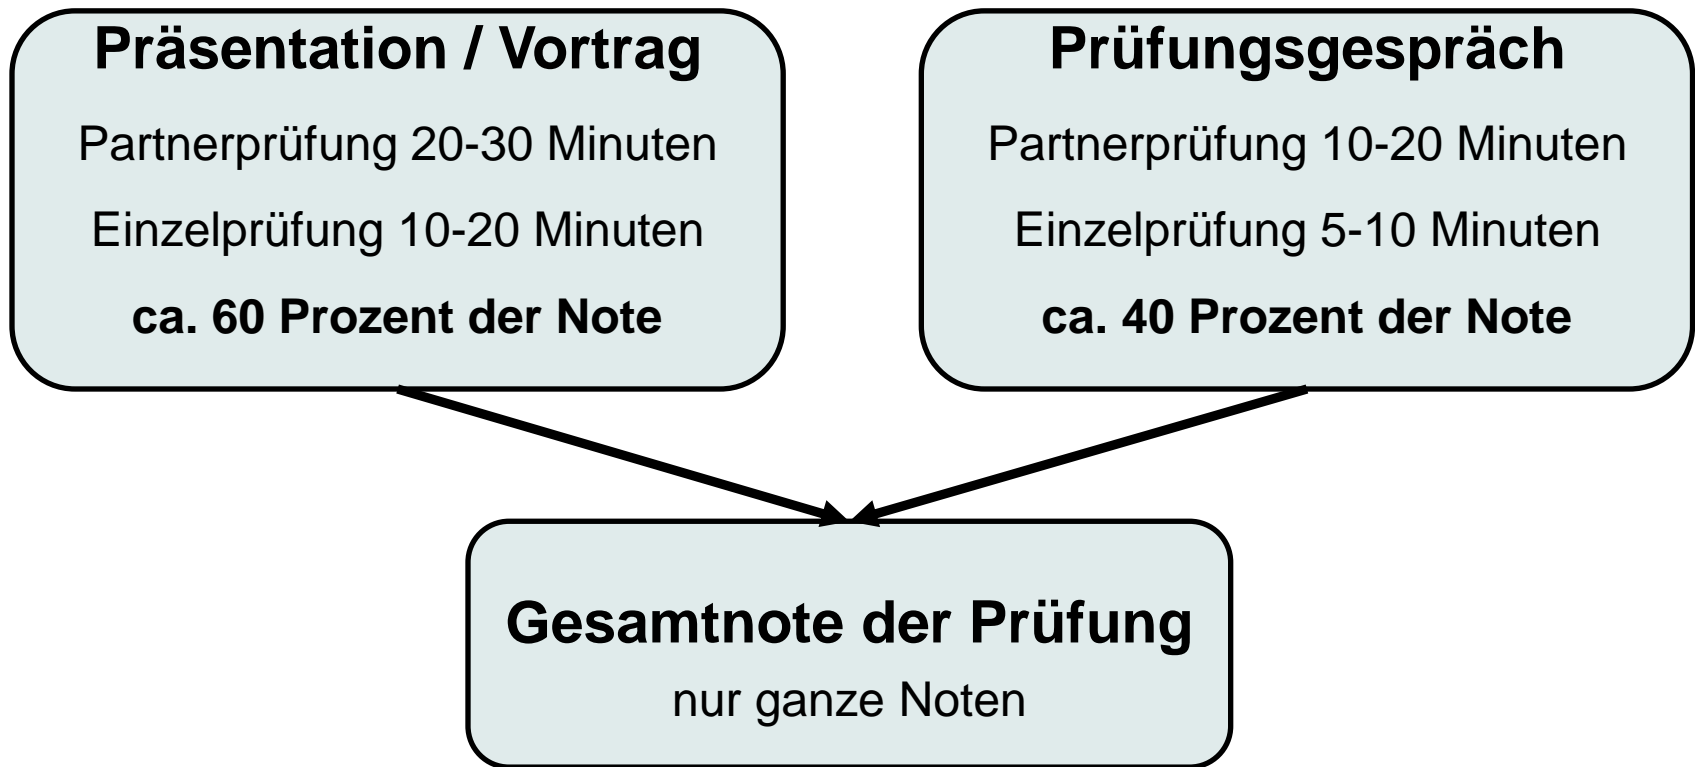 Präsentation / Vortrag
Partnerprüfung 20-30 Minuten
Einzelprüfung 10-20 Minuten
ca. 60 Prozent der Note
Prüfungsgespräch
Partnerprüfung 10-20 Minuten
Einzelprüfung 5-10 Minuten
ca. 40 Prozent der Note
Gesamtnote der Prüfung
nur ganze Noten